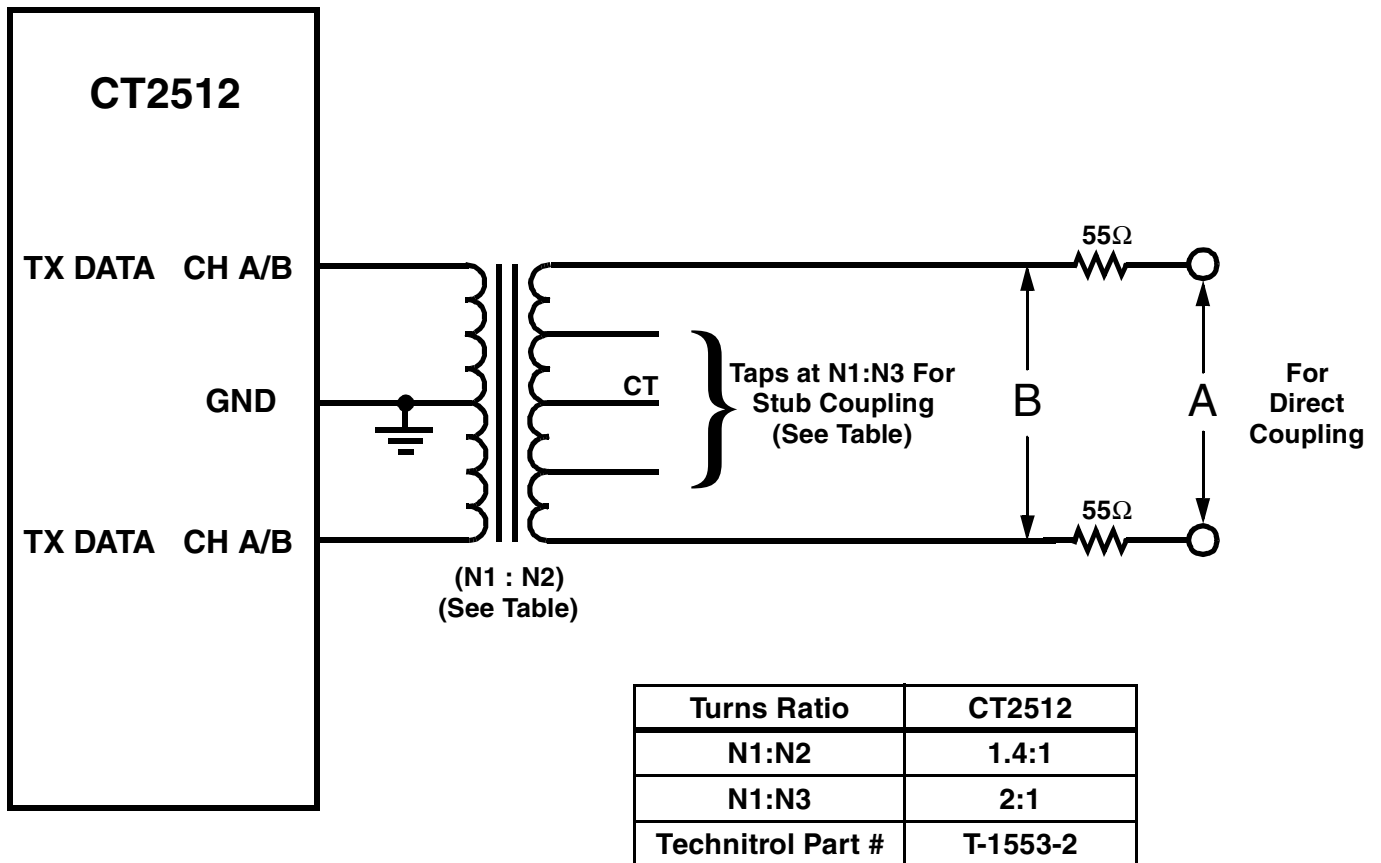 CT2512
TX DATA CH A/B
GND
TX DATA CH A/B
(N1 : N2)
(See Table)
CT
Taps at N1:N3 For
Stub Coupling
(See Table)
B
55Ω
55Ω
A
For
Direct
Coupling
Turns Ratio CT2512
N1:N2 1.4:1
N1:N3 2:1
Technitrol Part # T-1553-2